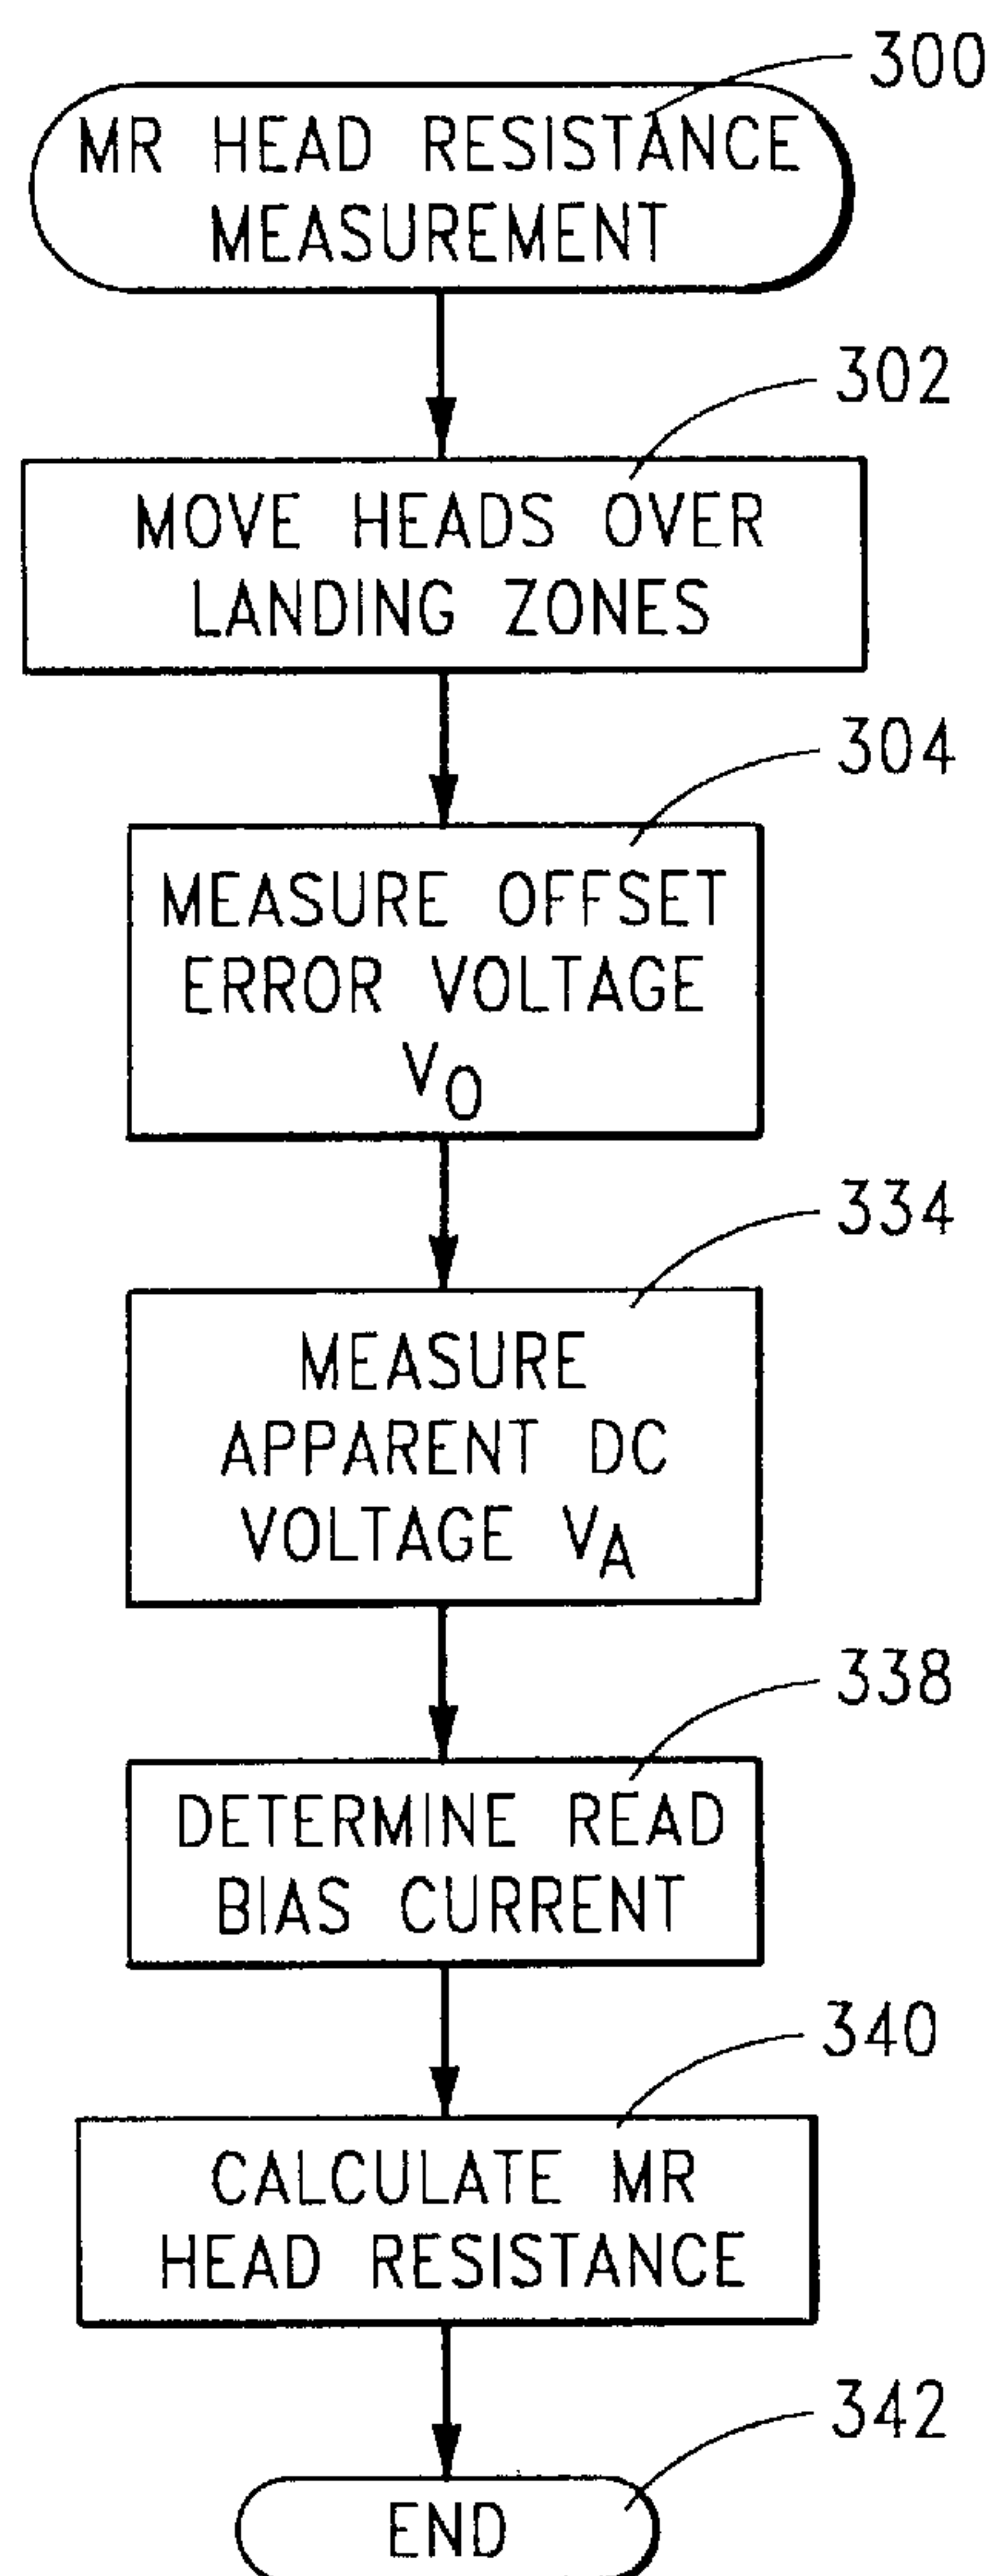 300
MR HEAD RESISTANCE
MEASUREMENT
302
MOVE HEADS OVER
LANDING ZONES
304
MEASURE OFFSET
ERROR VOLTAGE
VO
334
MEASURE
APPARENT DC
VOLTAGE VA
338
DETERMINE READ
BIAS CURRENT
340
CALCULATE MR
HEAD RESISTANCE
342
END